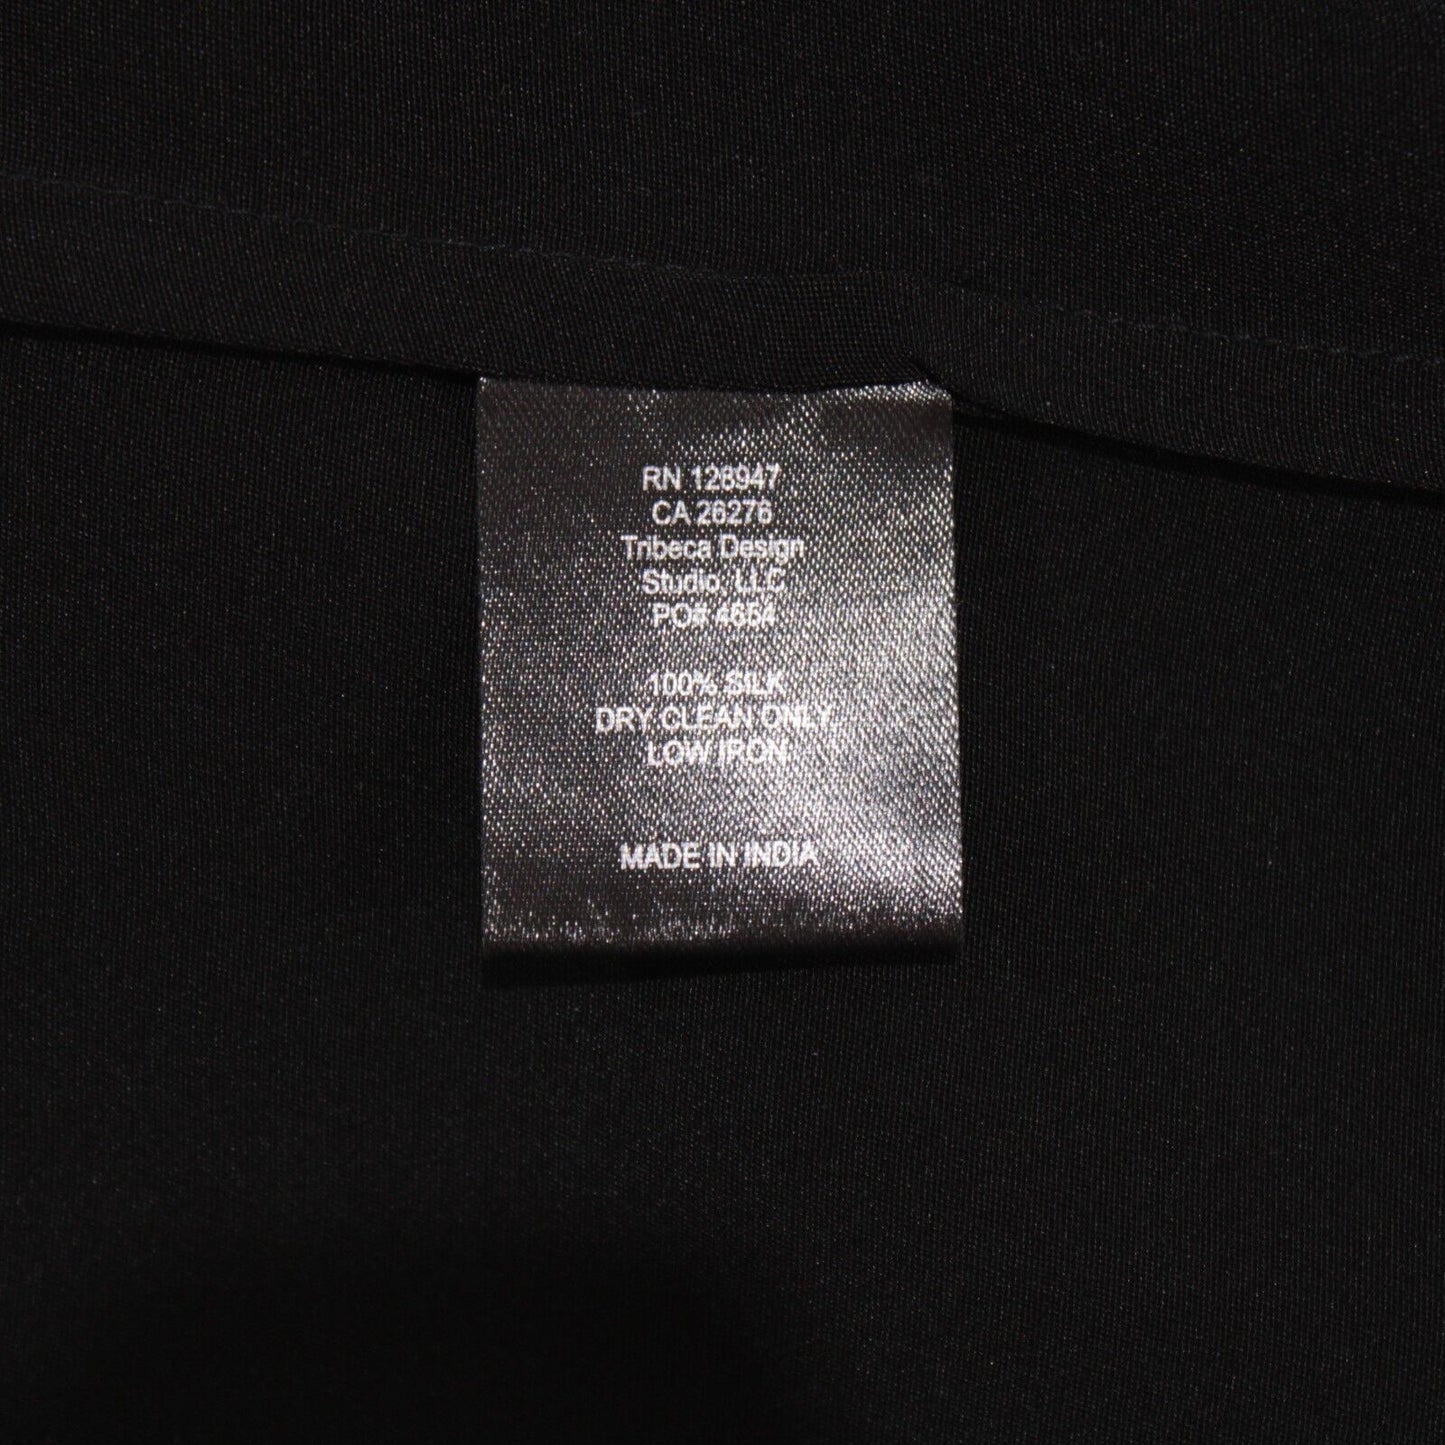 RN 128947
CA 26276
Tribeca Design
Studio, LLC
PO# 4654
100% SILK
DRY CLEAN ONLY
LOW IRON
MADE IN INDIA